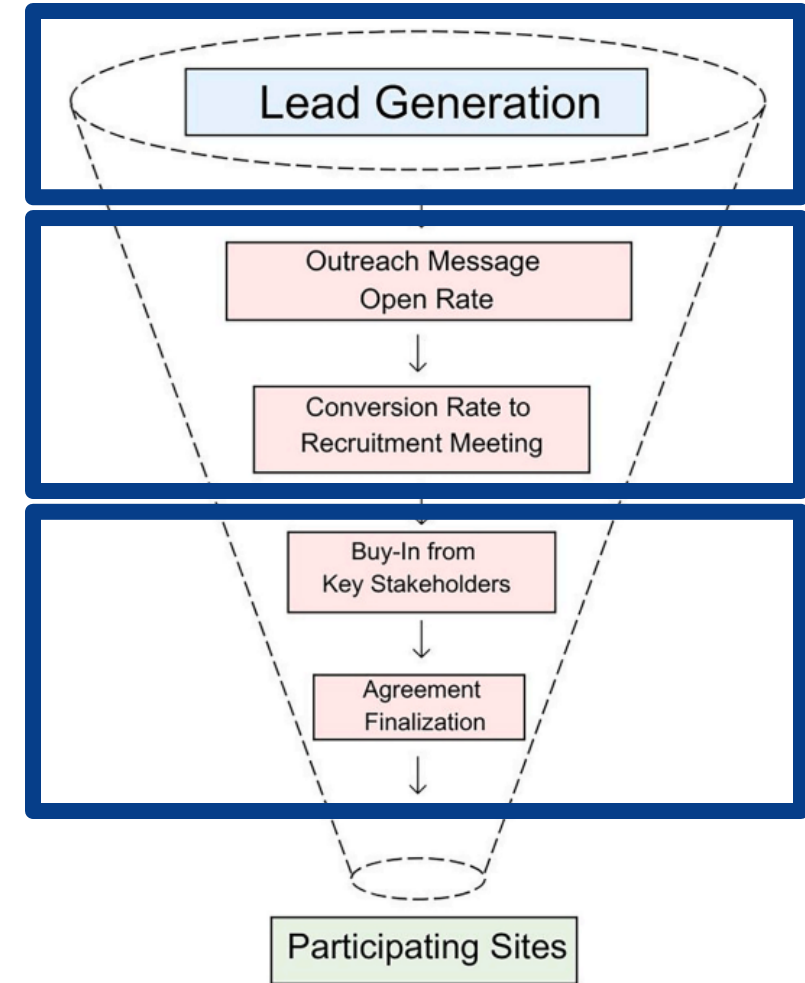 Lead Generation
Outreach Message
Open Rate
Conversion Rate to
Recruitment Meeting
Buy-In from
Key Stakeholders
Agreement
Finalization
Participating Sites